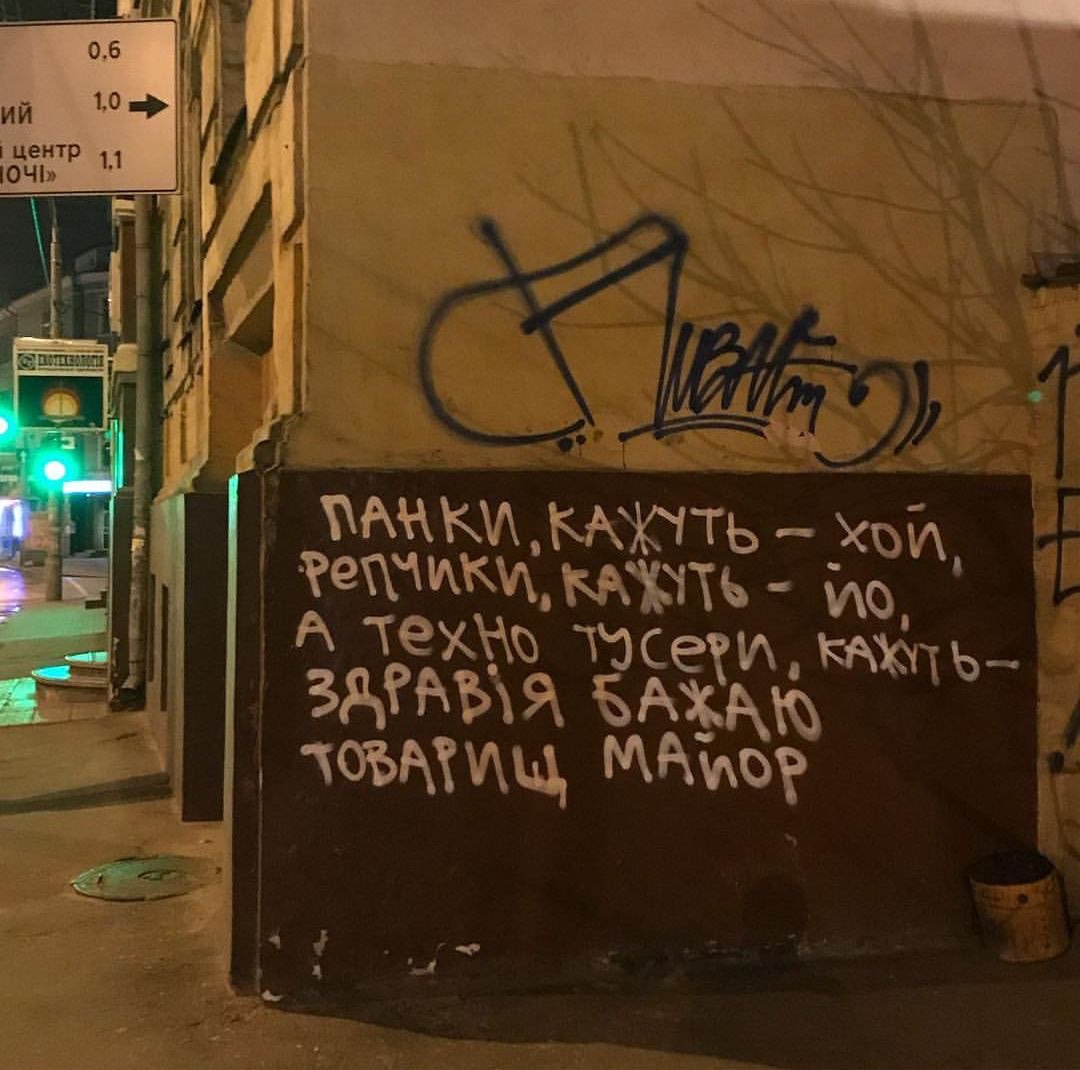 0,6
ИЙ 1,0
й центр 1,1
НОЧІ»
ЕКОТЕХНОЛОГІЯ
ПАНКИ, КАЖУТЬ – ХОЙ,
РЕПЧИКИ, КАЖУТЬ – ЙО,
А ТЕХНО ТУСЕРИ, КАЖУТЬ –
ЗДРАВІЯ БАЖАЮ
ТОВАРИЩ МАЙОР